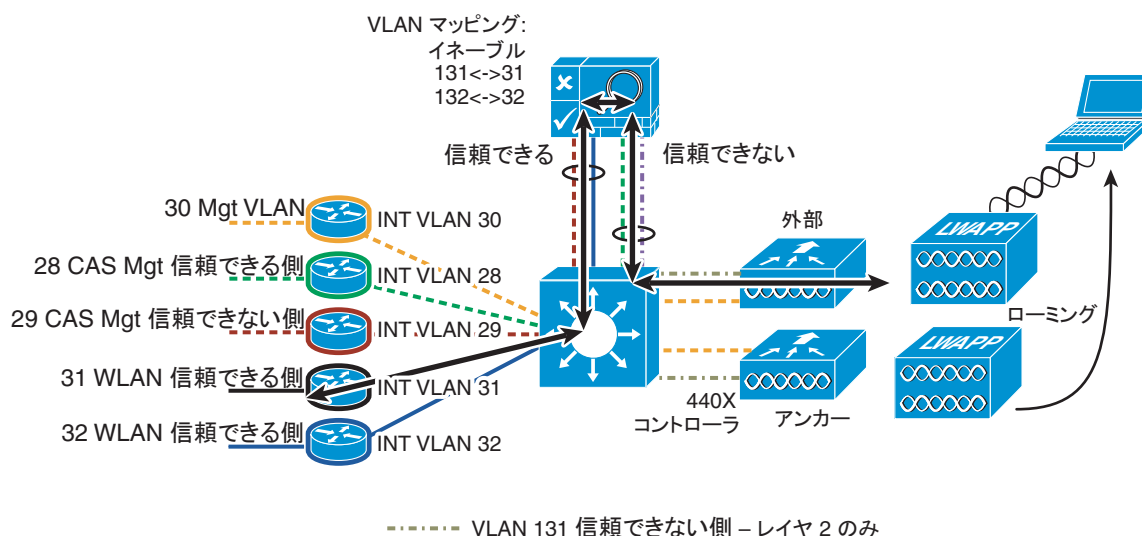 VLAN マッピング:
イネーブル
131<->31
132<->32
信頼できる
信頼できない
30 Mgt VLAN
INT VLAN 30
28 CAS Mgt 信頼できる側
INT VLAN 28
29 CAS Mgt 信頼できない側
INT VLAN 29
31 WLAN 信頼できる側
INT VLAN 31
32 WLAN 信頼できる側
INT VLAN 32
外部
LWAPP
ローミング
LWAPP
440X
コントローラ
アンカー
VLAN 131 信頼できない側 – レイヤ 2 のみ